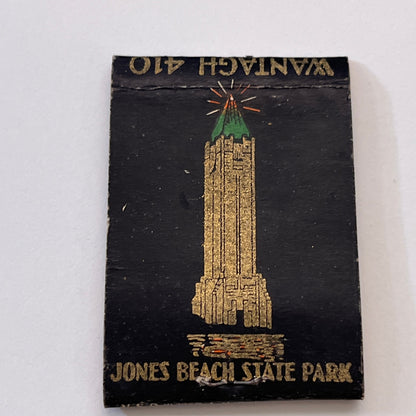 WANTAGH 410
JONES BEACH STATE PARK